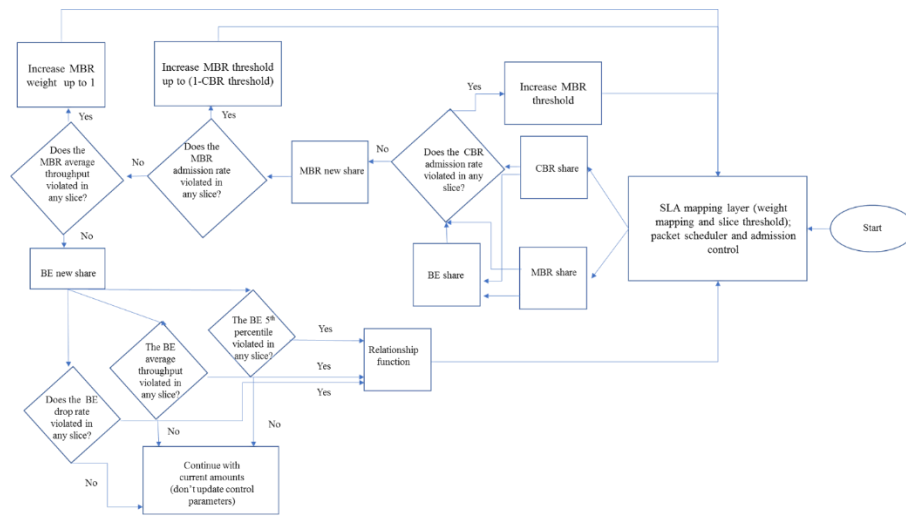 Increase MBR
weight up to 1
Increase MBR threshold
up to (1-CBR threshold)
Yes
Increase MBR
threshold
Yes
Yes
Does the
MBR average
throughput
violated in
any slice?
No
Does the
MBR
admission rate
violated in any
slice?
MBR new share
No
Does the CBR
admission rate
violated in any
slice?
CBR share
SLA mapping layer (weight
mapping and slice threshold);
packet scheduler and admission
control
Start
No
BE new share
BE share
MBR share
The BE 5th
percentile
violated in any
slice?
Yes
Relationship
function
The BE
average
throughput
violated in
any slice?
Yes
Yes
Does the BE
drop rate
violated in
any slice?
No
No
No
Continue with
current amounts
(don't update control
parameters)